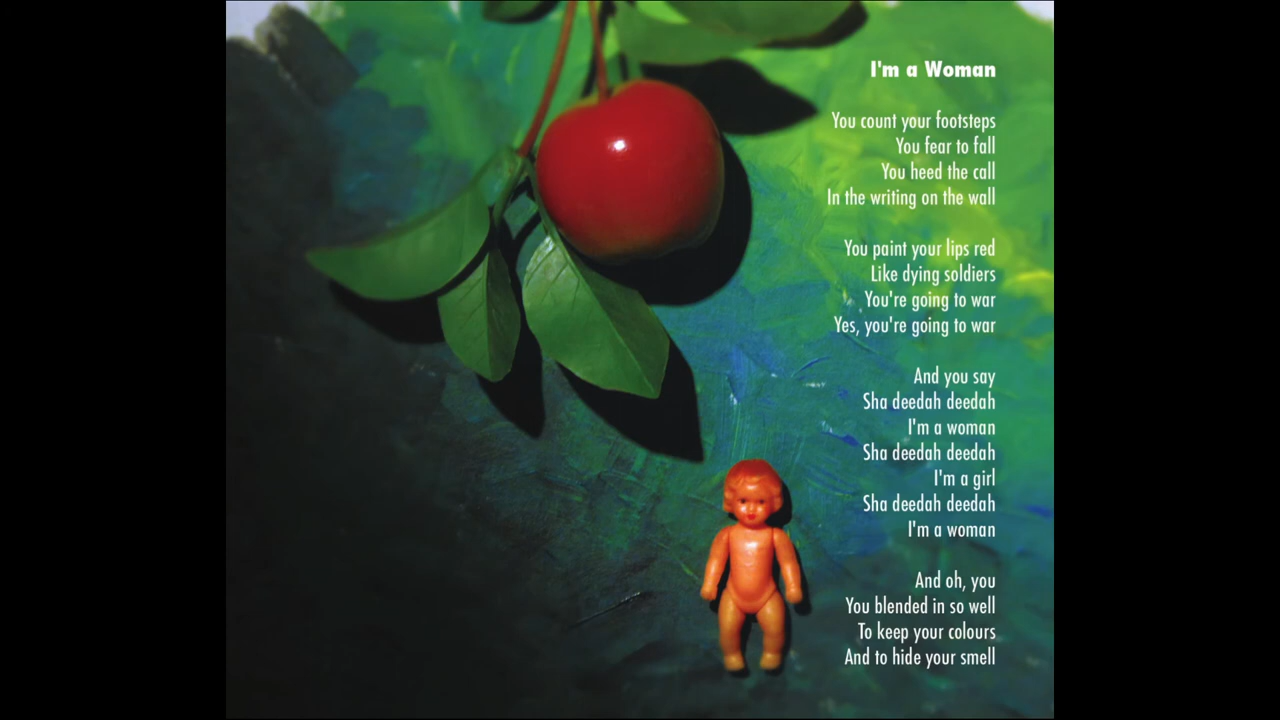 I'm a Woman
You count your footsteps
You fear to fall
You heed the call
In the writing on the wall
You paint your lips red
Like dying soldiers
You're going to war
Yes, you're going to war
And you say
Sha deedah deedah
I'm a woman
Sha deedah deedah
I'm a girl
Sha deedah deedah
I'm a woman
And oh, you
You blended in so well
To keep your colours
And to hide your smell